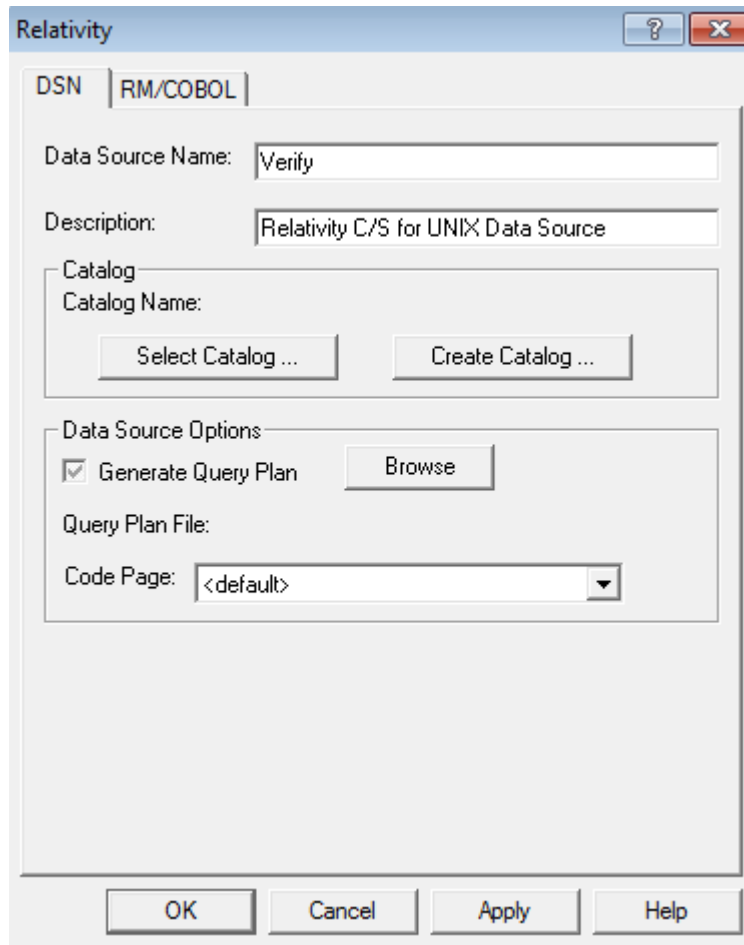 Relativity
DSN RM/COBOL
Data Source Name: Verify
Description: Relativity C/S for UNIX Data Source
Catalog
Catalog Name:
Select Catalog ... Create Catalog ...
Data Source Options
Generate Query Plan Browse
Query Plan File:
Code Page: <default>
OK Cancel Apply Help